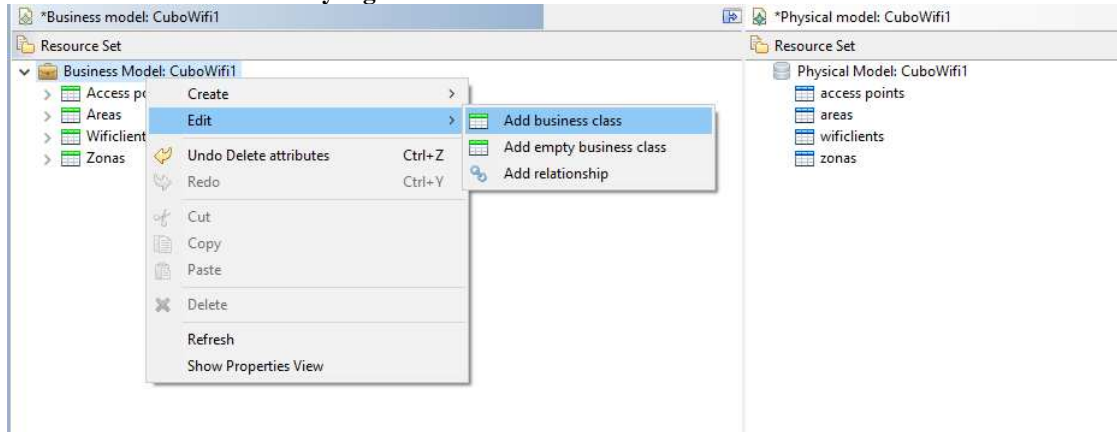 *Business model: CuboWifi1
Resource Set
Business Model: CuboWifi1
Access po
Areas
Wificlient
Zonas
Create
Edit
Undo Delete attributes Ctrl+Z
Redo Ctrl+Y
Cut
Copy
Paste
Delete
Refresh
Show Properties View
Add business class
Add empty business class
Add relationship
*Physical model: CuboWifi1
Resource Set
Physical Model: CuboWifi1
access points
areas
wificlients
zonas